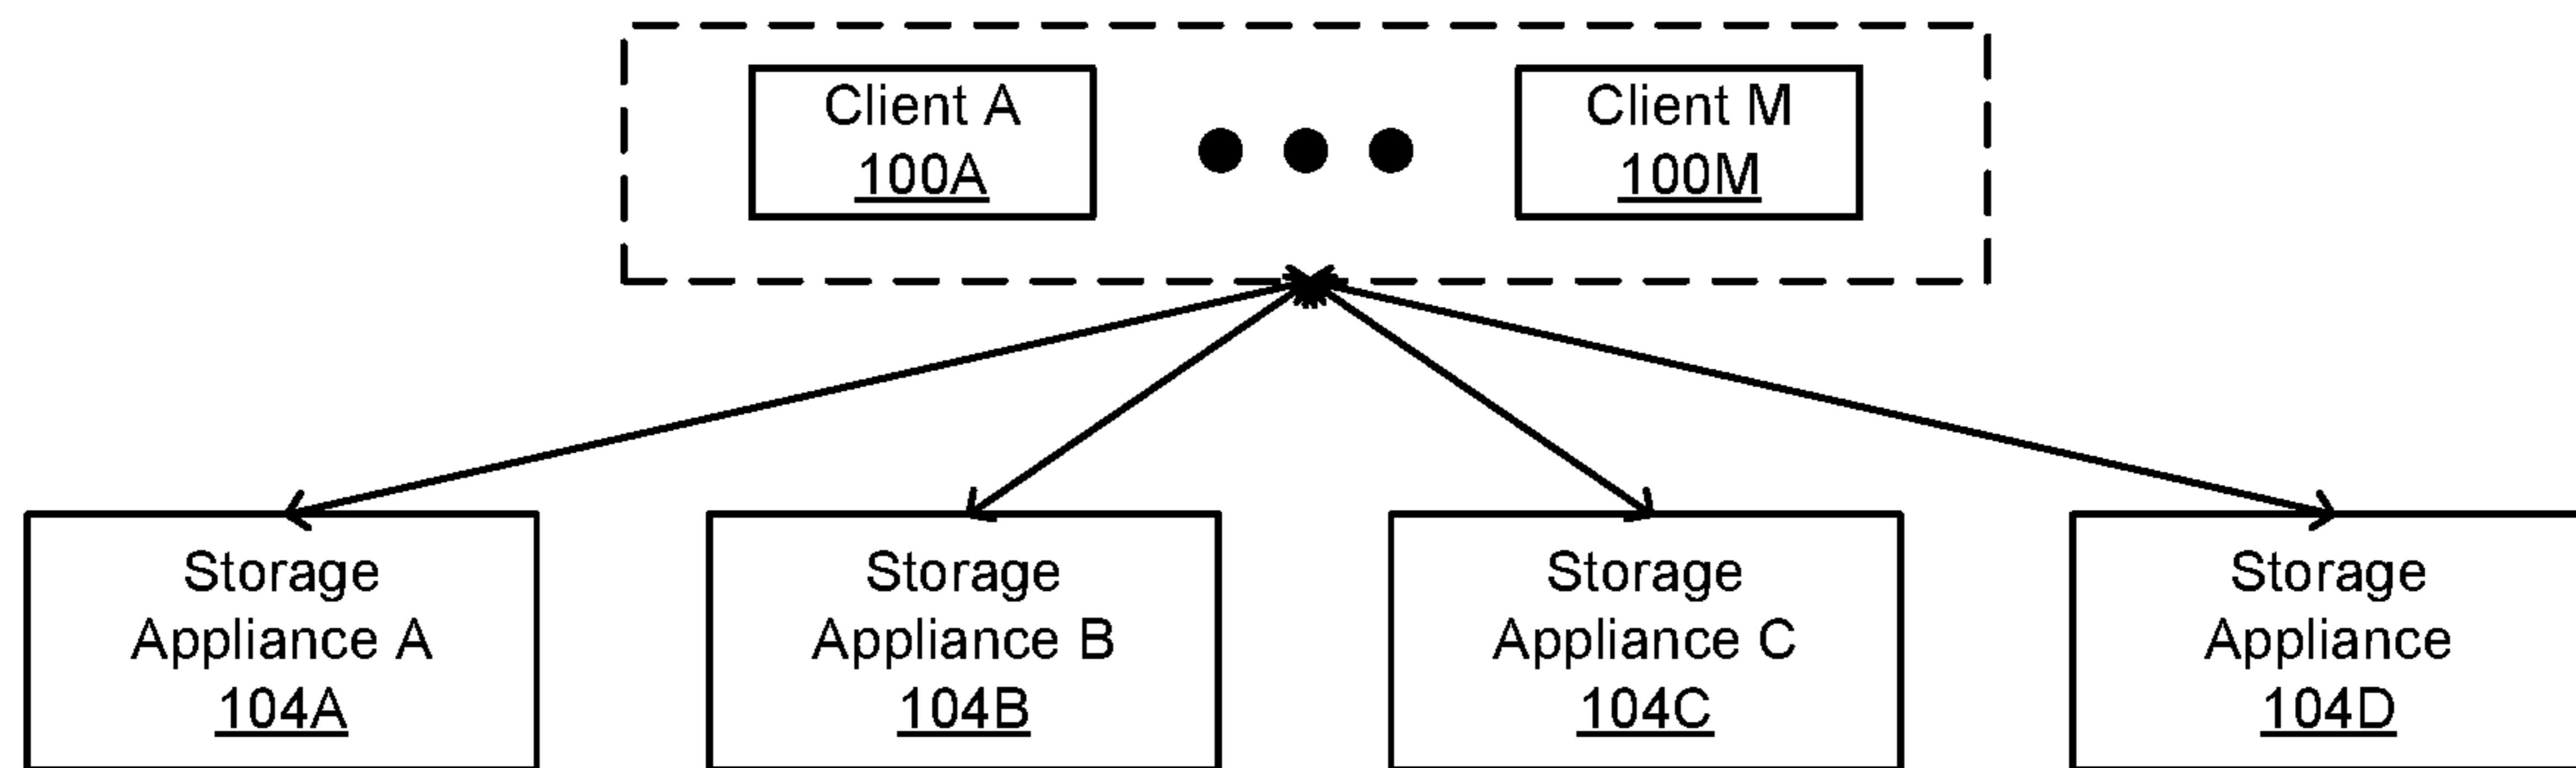 Client A
100A
Client M
100M
Storage
Appliance A
104A
Storage
Appliance B
104B
Storage
Appliance C
104C
Storage
Appliance
104D